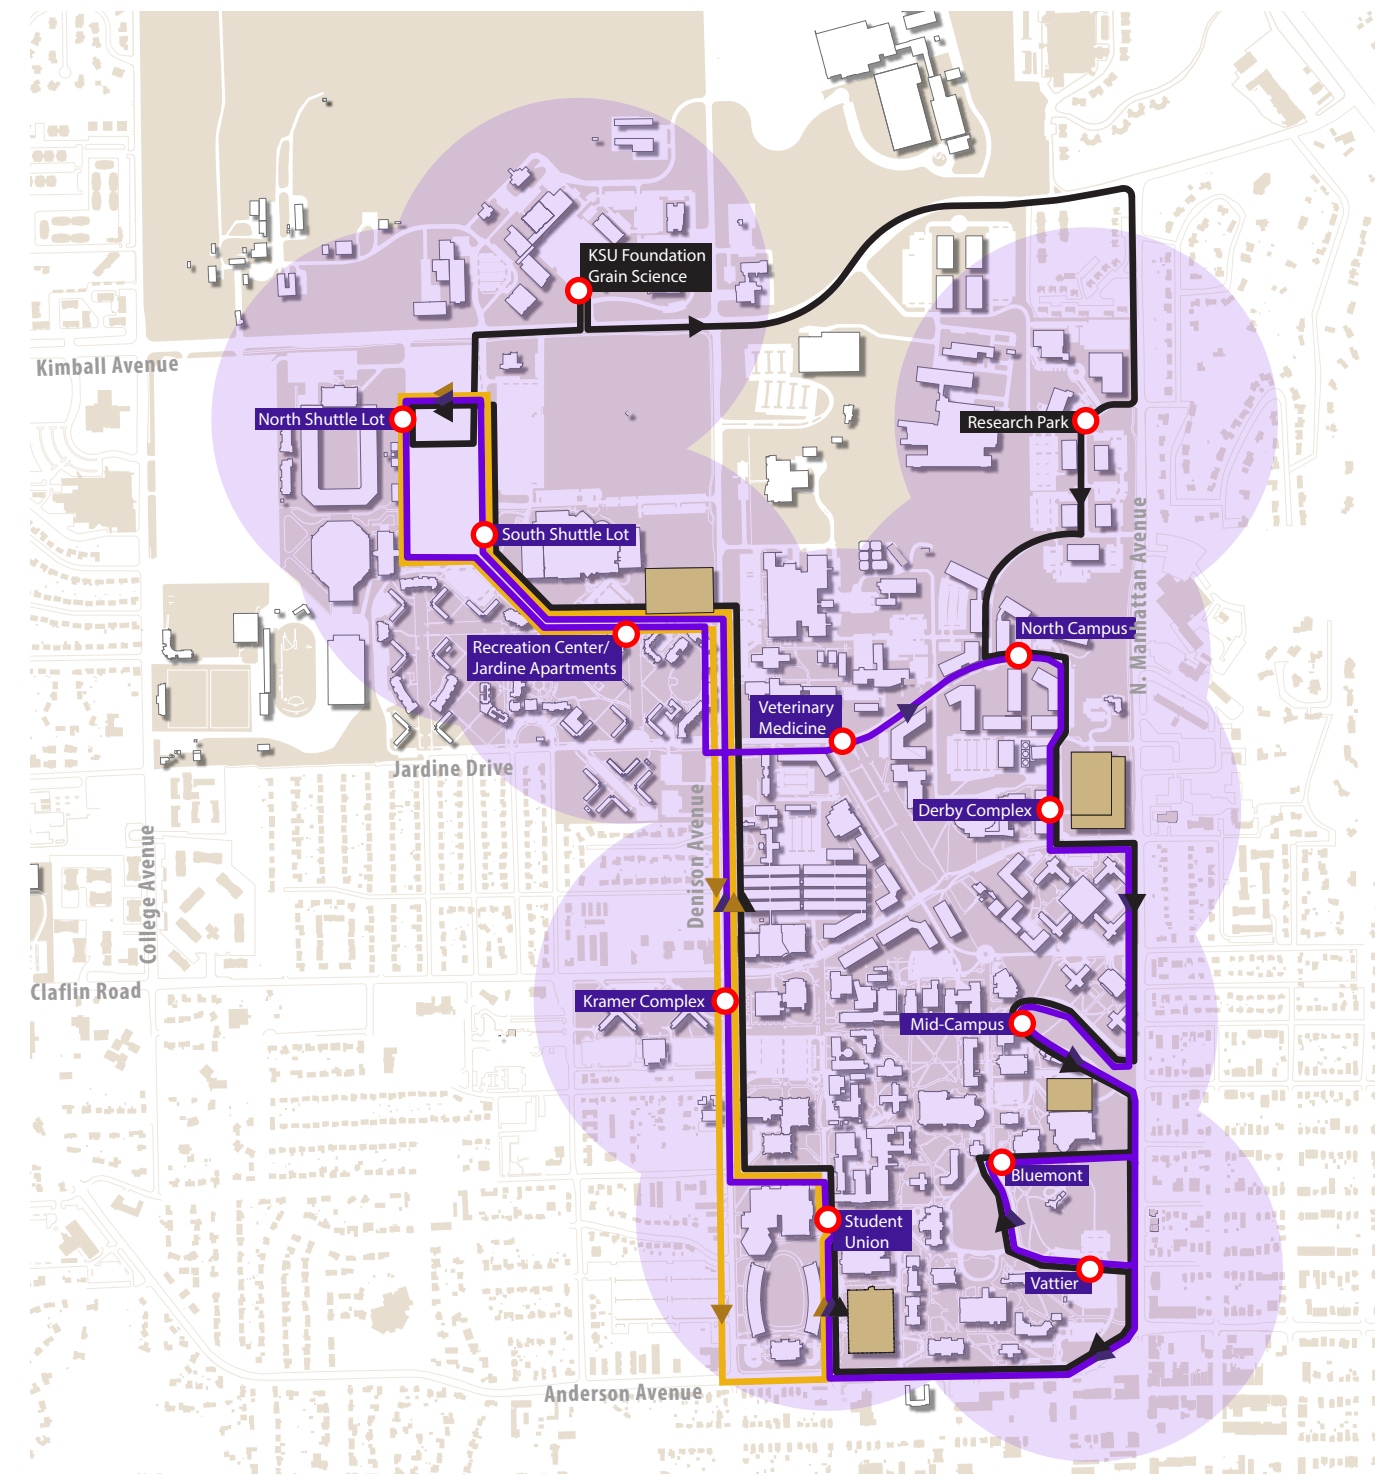 KSU Foundation
Grain Science
Kimball Avenue
North Shuttle Lot
Research Park
South Shuttle Lot
N. Mattattan Avenue
North Campus
Recreation Center/
Jardine Apartments
Veterinary
Medicine
Jardine Drive
Derby Complex
Denison Avenue
College Avenue
Claflin Road
Kramer Complex
Mid-Campus
Bluemont
Student
Union
Vattier
Anderson Avenue